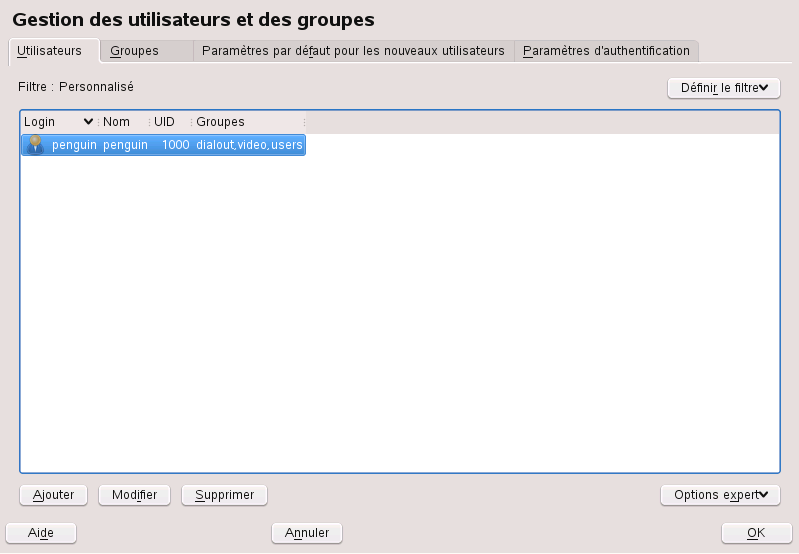 Gestion des utilisateurs et des groupes
Utilisateurs Groupes Paramètres par défaut pour les nouveaux utilisateurs Paramètres d'authentification
Filtre : Personnalisé Définir le filtre
Login Nom UID Groupes
penguin penguin 1000 dialout,video,users
Ajouter Modifier Supprimer Options expert
Aide Annuler OK